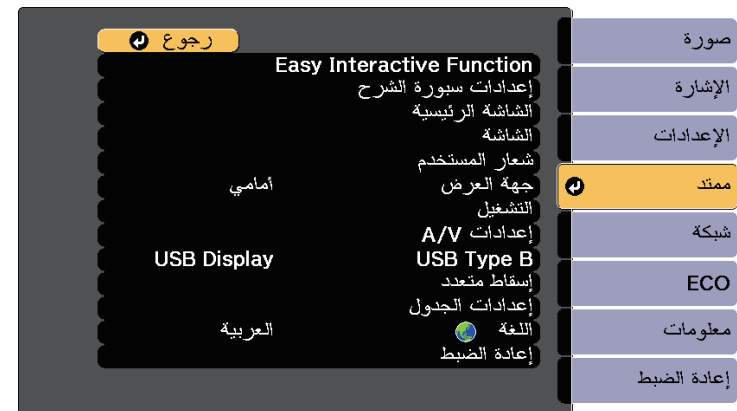 صورة
الإشارة
الإعدادات
ممتد
شبكة
ECO
معلومات
إعادة الضبط
رجوع
Easy Interactive Function
إعدادات سبورة الشرح
الشاشة الرئيسية
الشاشة
شعار المستخدم
جهة العرض أمامي
التشغيل
إعدادات A/V
USB Type B USB Display
إسقاط متعدد
إعدادات الجدول
اللغة العربية
إعادة الضبط